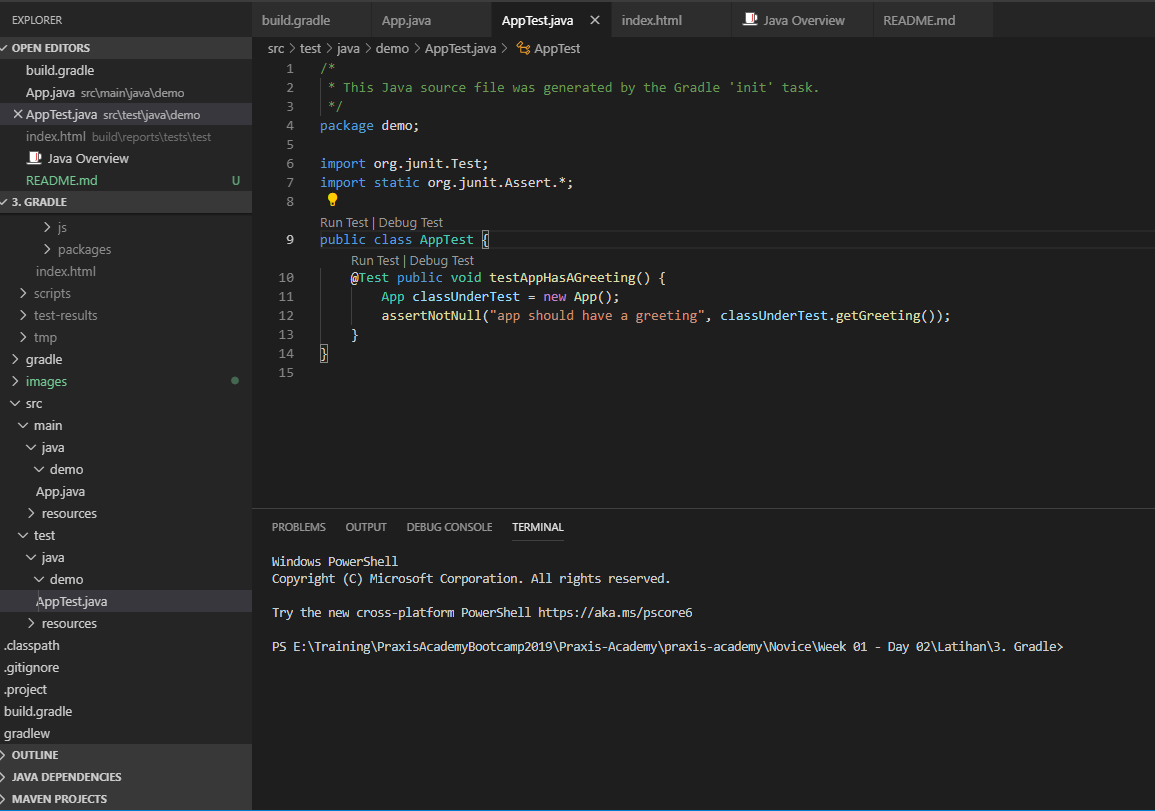 EXPLORER
OPEN EDITORS
build.gradle
App.java src\main\java\demo
AppTest.java src\test\java\demo
index.html build\reports\tests\test
Java Overview
README.md U
3. GRADLE
js
packages
index.html
scripts
test-results
tmp
gradle
images
src
main
java
demo
App.java
resources
test
java
demo
AppTest.java
resources
.classpath
.gitignore
.project
build.gradle
gradlew
OUTLINE
JAVA DEPENDENCIES
MAVEN PROJECTS
build.gradle App.java AppTest.java index.html Java Overview README.md
src > test > java > demo > AppTest.java > AppTest
1 /*
2 * This Java source file was generated by the Gradle 'init' task.
3 */
4 package demo;
5
6 import org.junit.Test;
7 import static org.junit.Assert.*;
8
Run Test | Debug Test
9 public class AppTest {
Run Test | Debug Test
10 @Test public void testAppHasAGreeting() {
11 App classUnderTest = new App();
12 assertNotNull("app should have a greeting", classUnderTest.getGreeting());
13 }
14 }
15
PROBLEMS OUTPUT DEBUG CONSOLE TERMINAL
Windows PowerShell
Copyright (C) Microsoft Corporation. All rights reserved.
Try the new cross-platform PowerShell https://aka.ms/pscore6
PS E:\Training\PraxisAcademyBootcamp2019\Praxis-Academy\praxis-academy\Novice\Week 01 - Day 02\Latihan\3. Gradle>